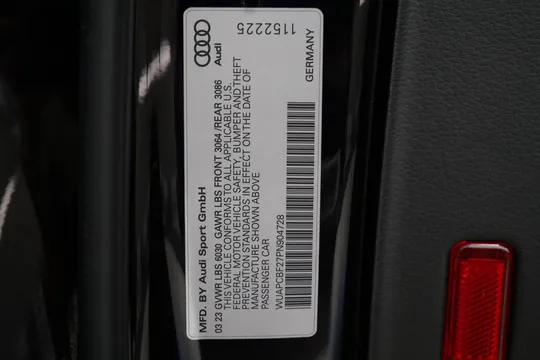 Audi
1152225
MFD. BY Audi Sport GmbH
GERMANY
03 23 GVWR LBS 6030 GAWR LBS FRONT 3064 /REAR 3086
THIS VEHICLE CONFORMS TO ALL APPLICABLE U.S.
FEDERAL MOTOR VEHICLE SAFETY, BUMPER AND THEFT
PREVENTION STANDARDS IN EFFECT ON THE DATE OF
MANUFACTURE SHOWN ABOVE
PASSENGER CAR
WUAPCBF27PN904728